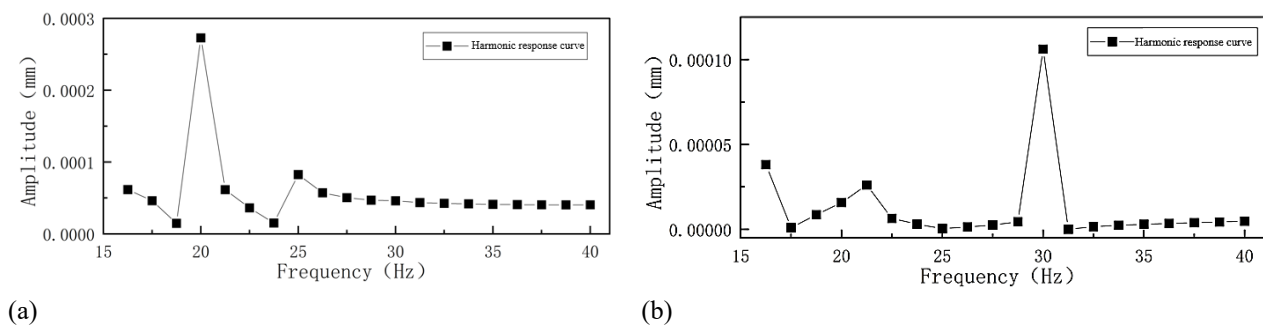 0.0003
0.0002
0.0001
0.0000
Amplitude (mm)
Harmonic response curve
15 20 25 30 35 40
Frequency (Hz)
(a)
0.00010
0.00005
0.00000
Amplitude (mm)
Harmonic response curve
15 20 25 30 35 40
Frequency (Hz)
(b)